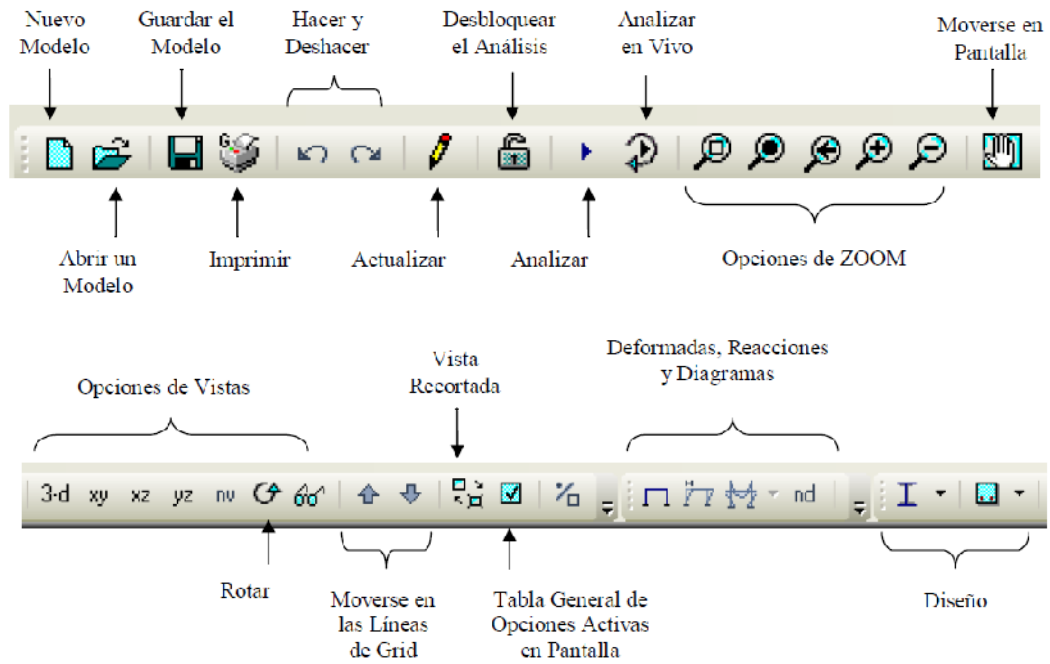 Nuevo
Modelo
Guardar el
Modelo
Hacer y
Deshacer
Desbloquear
el Análisis
Analizar
en Vivo
Moverse en
Pantalla
Abrir un
Modelo
Imprimir
Actualizar
Analizar
Opciones de ZOOM
Opciones de Vistas
Vista
Recortada
Deformadas, Reacciones
y Diagramas
3-d xy xz yz nv nd
Rotar
Moverse en
las Líneas
de Grid
Tabla General de
Opciones Activas
en Pantalla
Diseño